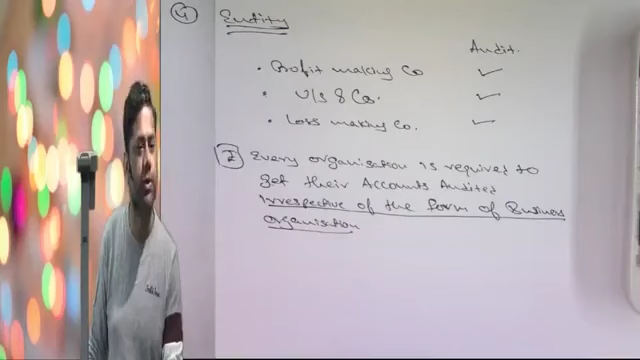 4 Entity
Audit.
• Profit making Co ✓
• U/s 8 Co. ✓
• Loss making Co. ✓
I Every organisation is required to
get their Accounts Audited
Irrespective of the form of Business
organisation